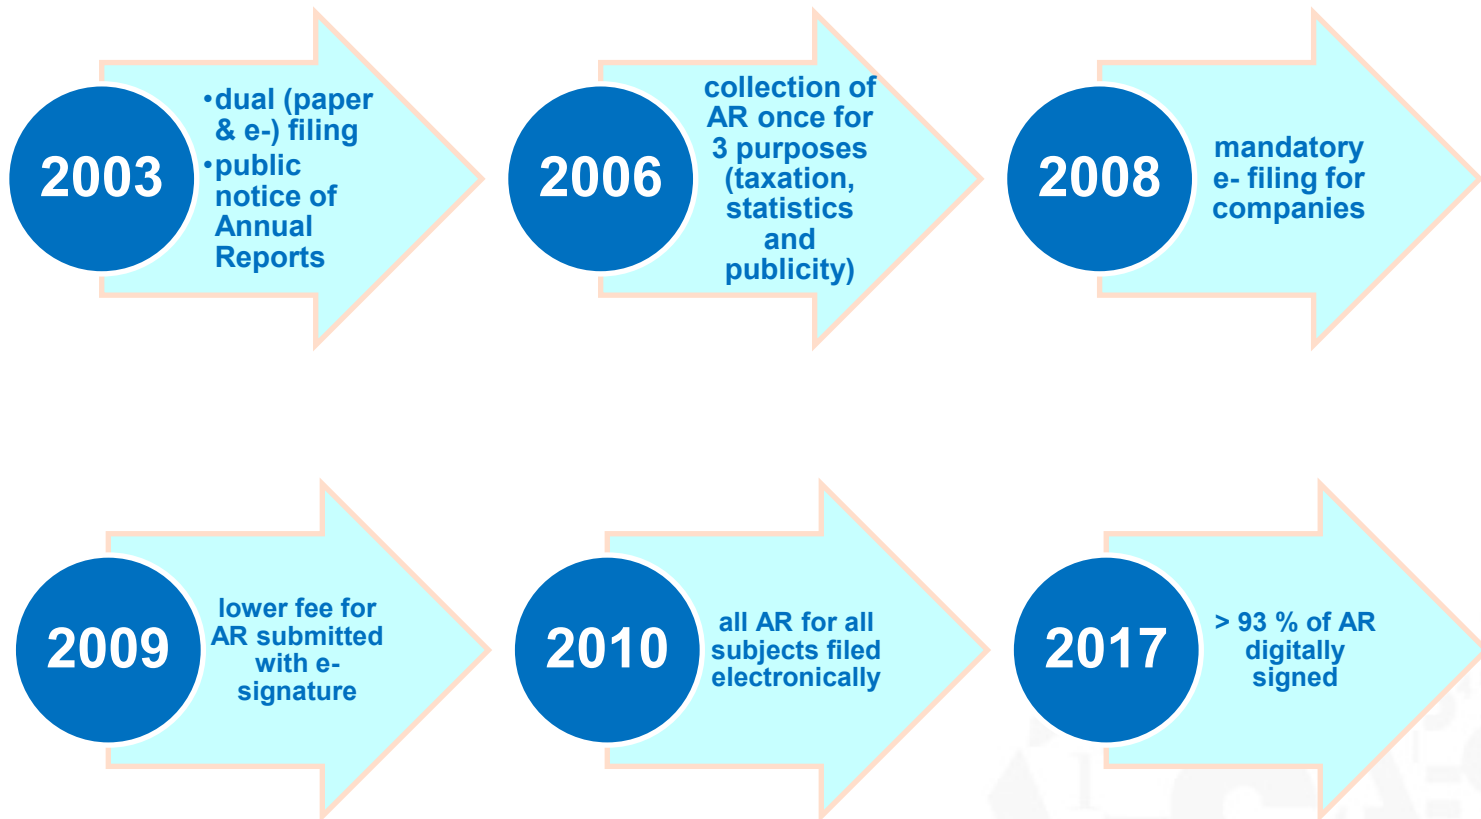 2003
•dual (paper
& e-) filing
•public
notice of
Annual
Reports
2006
collection of
AR once for
3 purposes
(taxation,
statistics
and
publicity)
2008
mandatory
e- filing for
companies
2009
lower fee for
AR submitted
with e-
signature
2010
all AR for all
subjects filed
electronically
2017
> 93 % of AR
digitally
signed